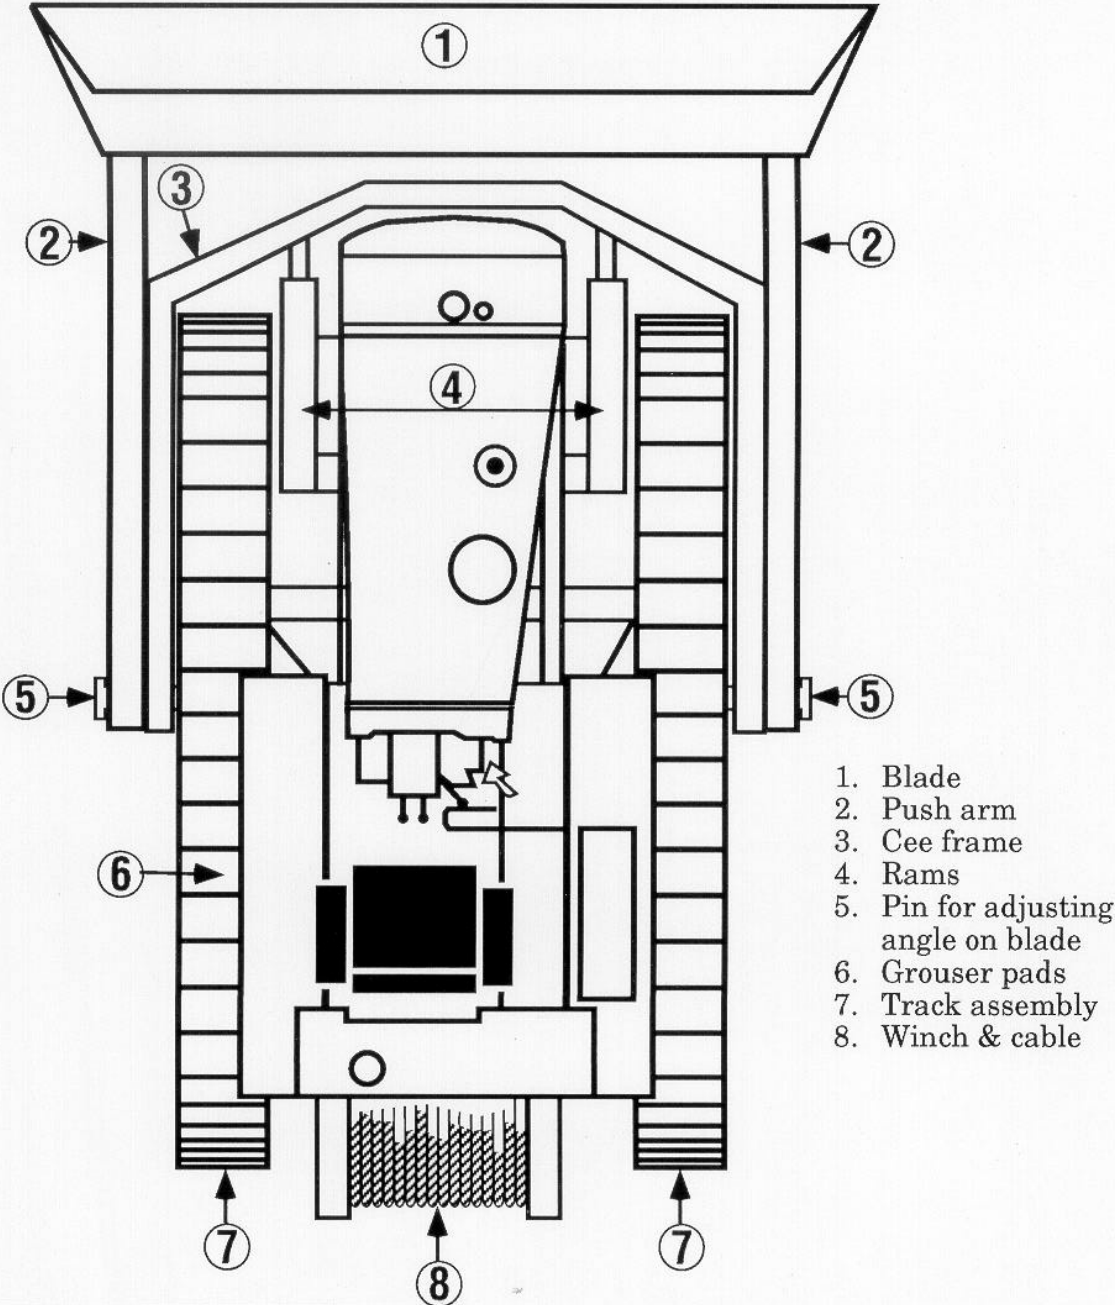 1
3
2
2
4
5
5
6
7
7
8
1. Blade
2. Push arm
3. Cee frame
4. Rams
5. Pin for adjusting
angle on blade
6. Grouser pads
7. Track assembly
8. Winch & cable